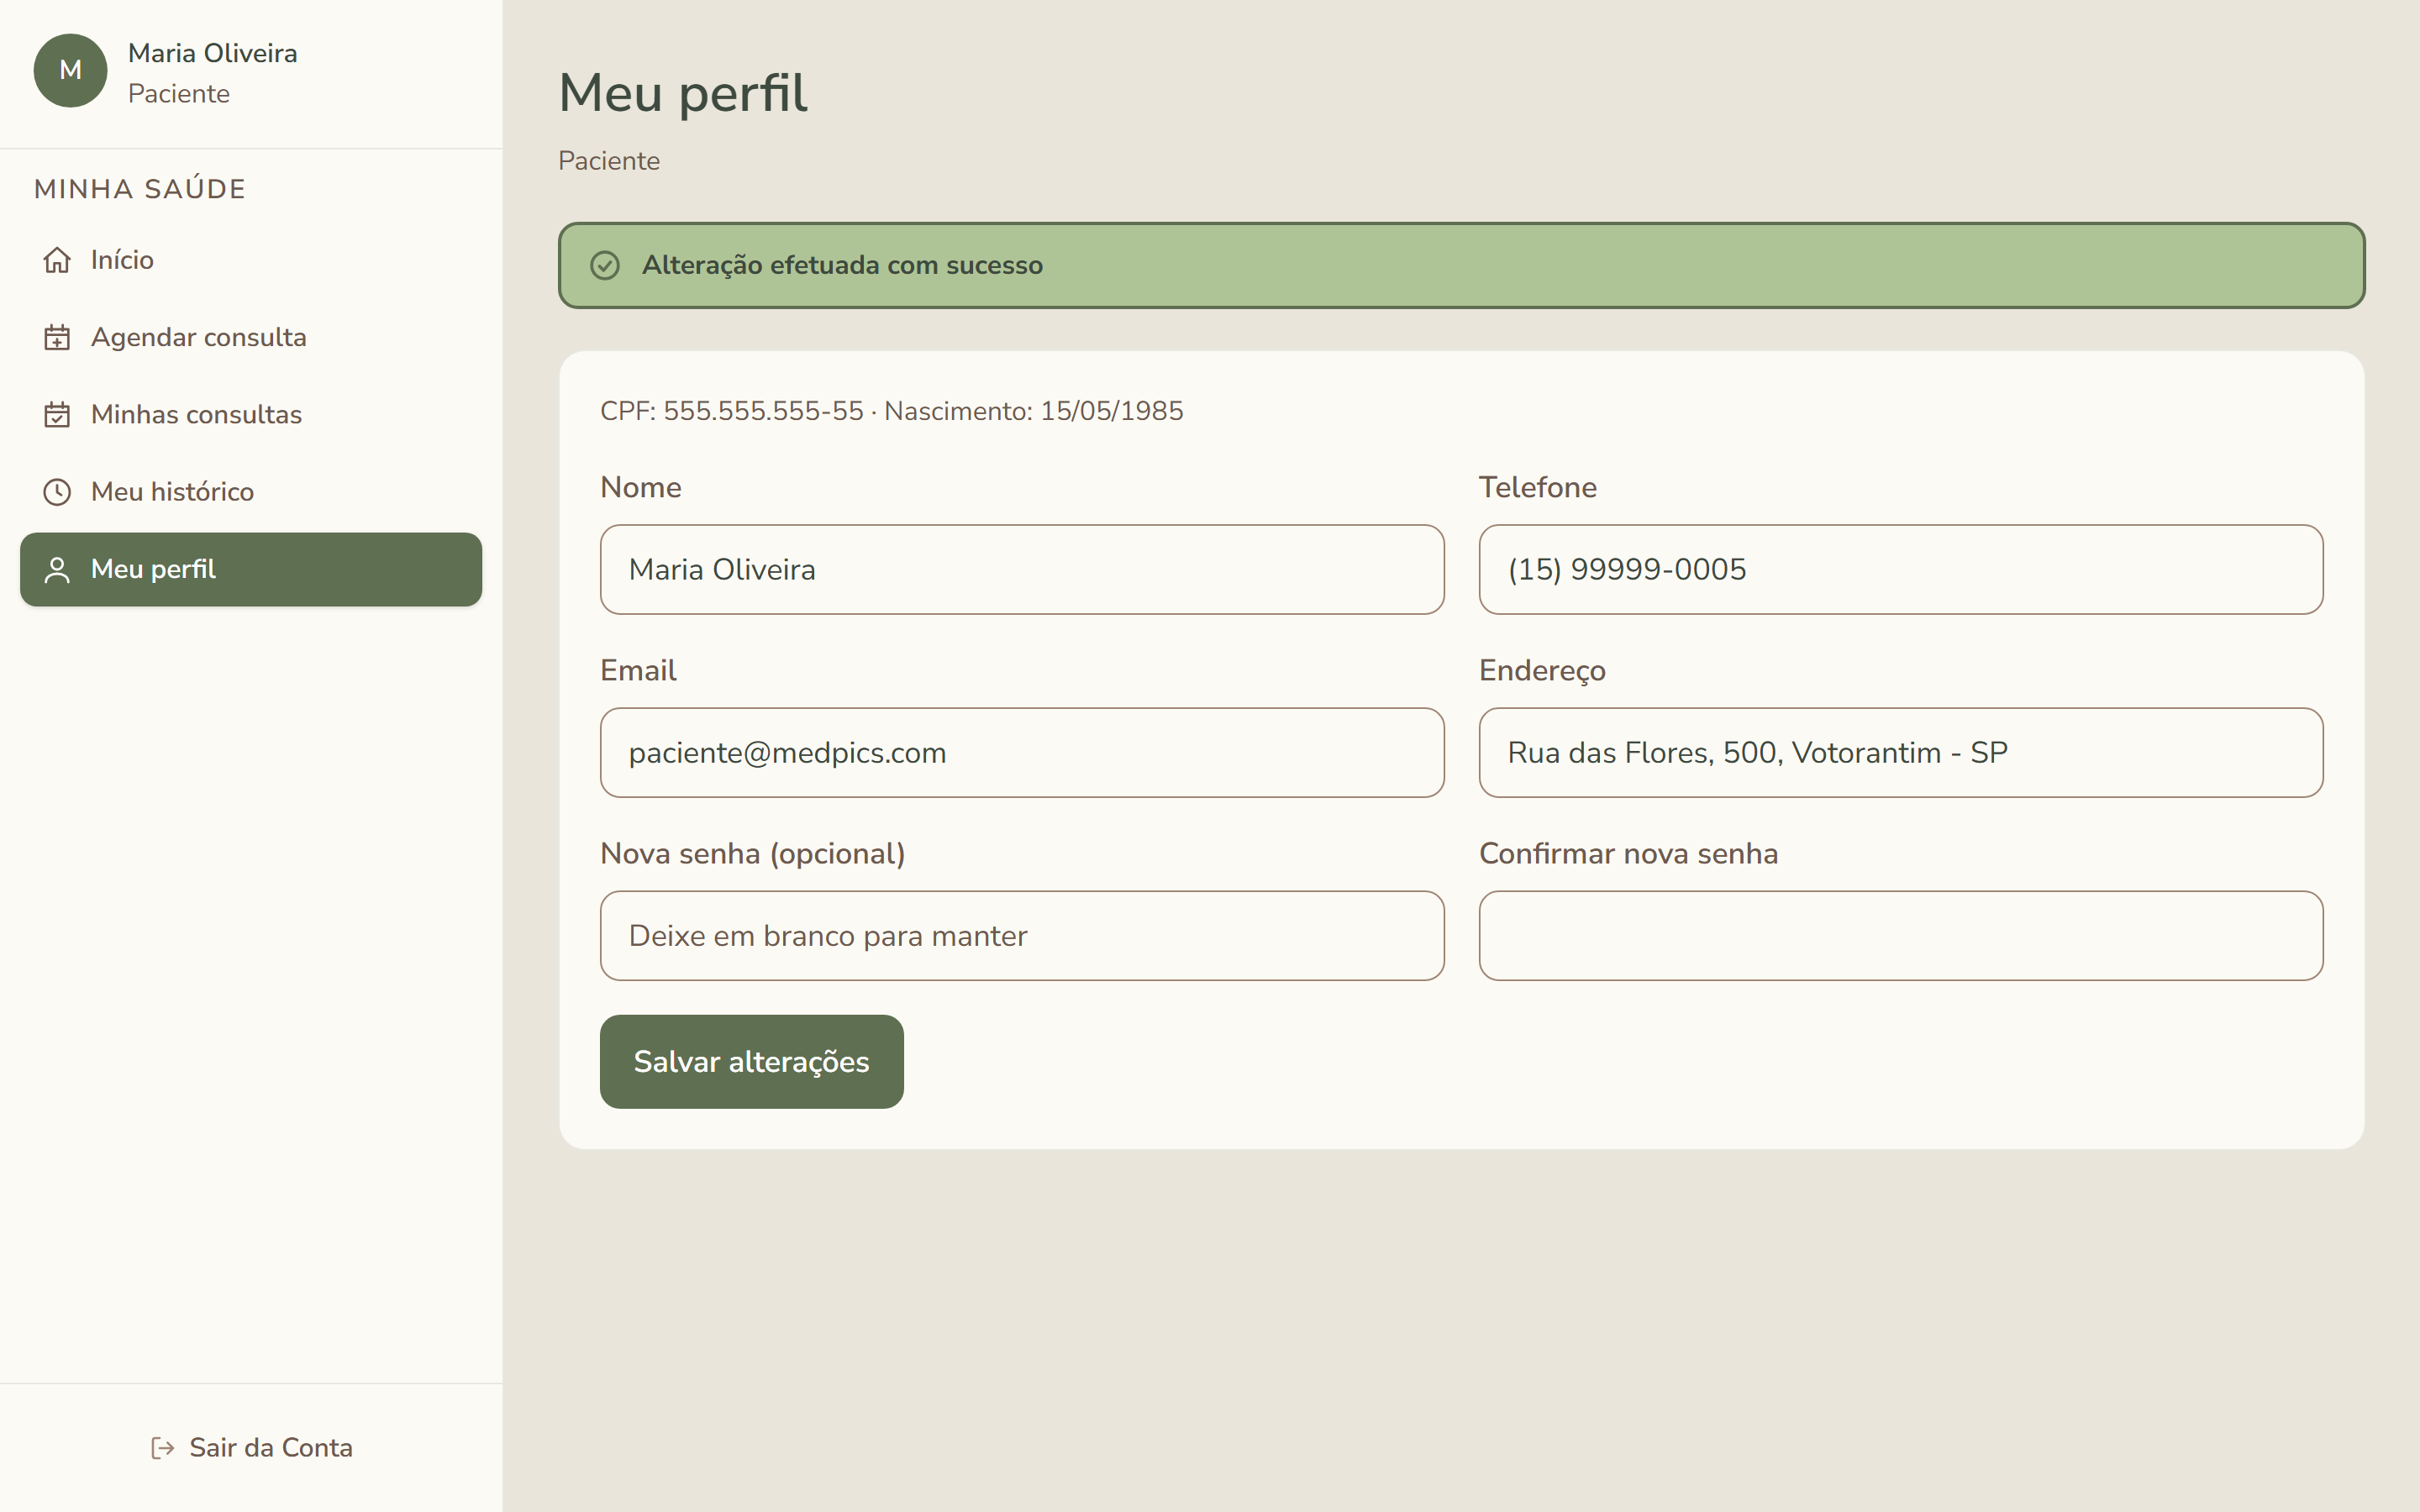 M
Maria Oliveira
Paciente
MINHA SAÚDE
Início
Agendar consulta
Minhas consultas
Meu histórico
Meu perfil
Sair da Conta
Meu perfil
Paciente
Alteração efetuada com sucesso
CPF: 555.555.555-55 · Nascimento: 15/05/1985
Nome
Maria Oliveira
Telefone
(15) 99999-0005
Email
paciente@medpics.com
Endereço
Rua das Flores, 500, Votorantim - SP
Nova senha (opcional)
Deixe em branco para manter
Confirmar nova senha
Salvar alterações